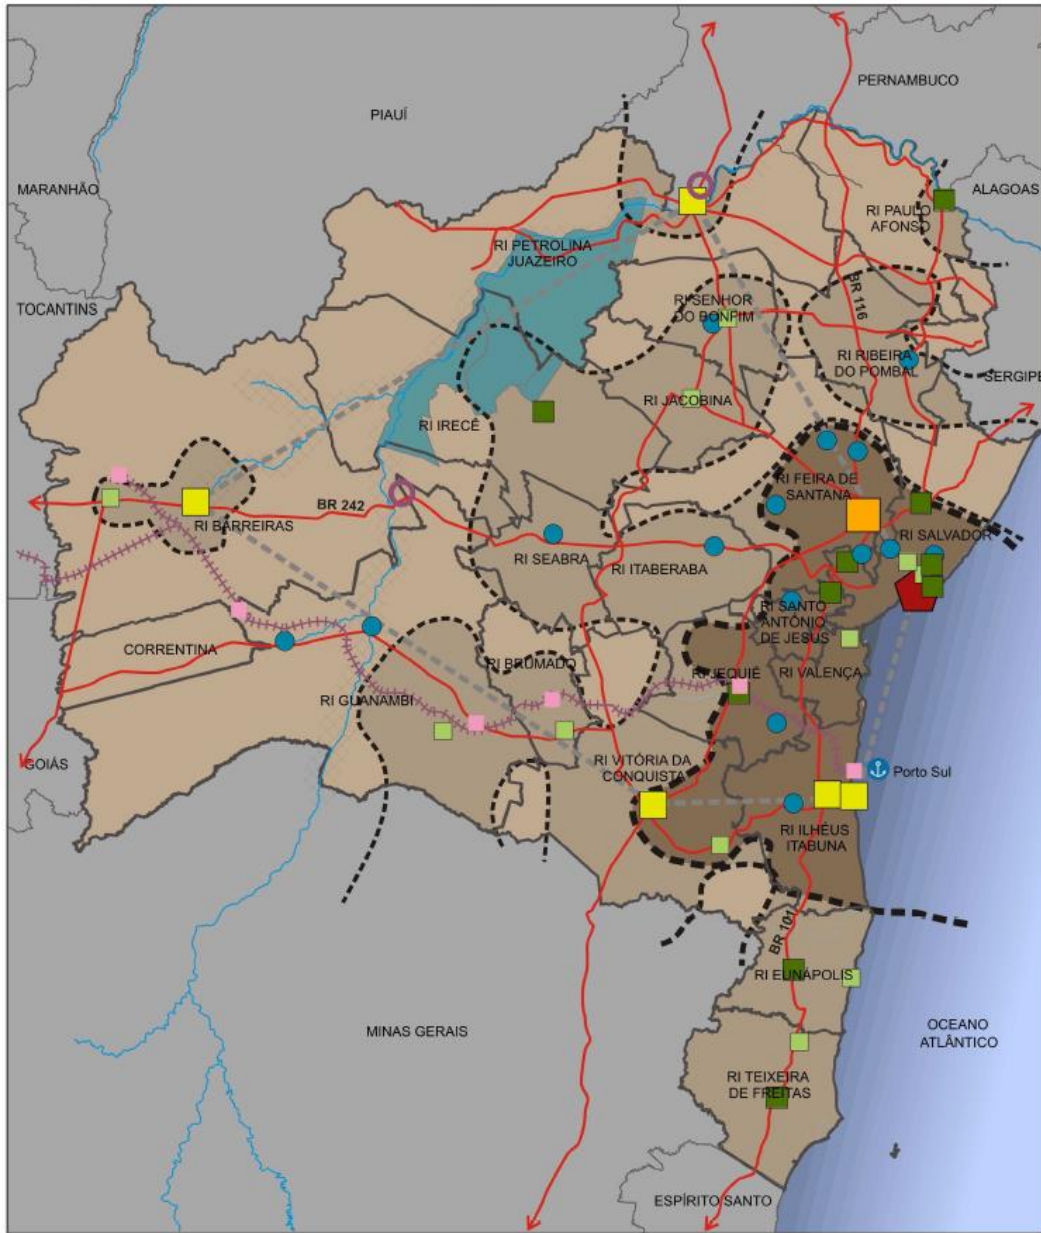 PERNAMBUCO
PIAUÍ
MARANHÃO
ALAGOAS
RI PAULO
AFONSO
RI PETROLINA
JUAZEIRO
TOCANTINS
BR 116
RI SENHOR
DO BONFIM
RI RIBEIRA
DO POMBAL
SERGIPE
RI JACOBINA
RI IRECÊ
RI FEIRA DE
SANTANA
BR 242
RI BARREIRAS
RI SALVADOR
RI SEABRA
RI ITABERABA
RI SANTO
ANTÔNIO
DE JESUS
CORRENTINA
RI BRUMADO
RI JEQUIÉ
RI VALENÇA
RI GUANAMBI
GOIÁS
RI VITÓRIA DA
CONQUISTA
Porto Sul
RI ILHÉUS
ITABUNA
BR 101
RI EUNÁPOLIS
MINAS GERAIS
OCEANO
ATLÂNTICO
RI TEIXEIRA
DE FREITAS
ESPÍRITO SANTO